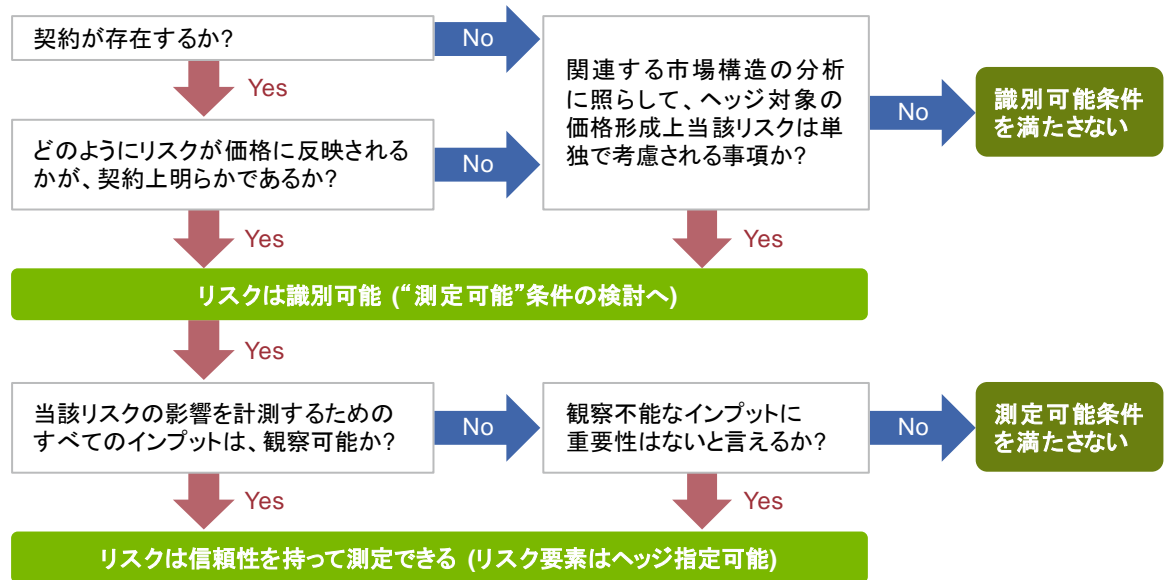 契約が存在するか?
No
Yes
どのようにリスクが価格に反映される
かが、契約上明らかであるか?
No
関連する市場構造の分析
に照らして、ヘッジ対象の
価格形成上当該リスクは単
独で考慮される事項か?
No
識別可能条件
を満たさない
Yes
Yes
リスクは識別可能 (“測定可能”条件の検討へ)
Yes
当該リスクの影響を計測するための
すべてのインプットは、観察可能か?
No
観察不能なインプットに
重要性はないと言えるか?
No
測定可能条件
を満たさない
Yes
Yes
リスクは信頼性を持って測定できる (リスク要素はヘッジ指定可能)